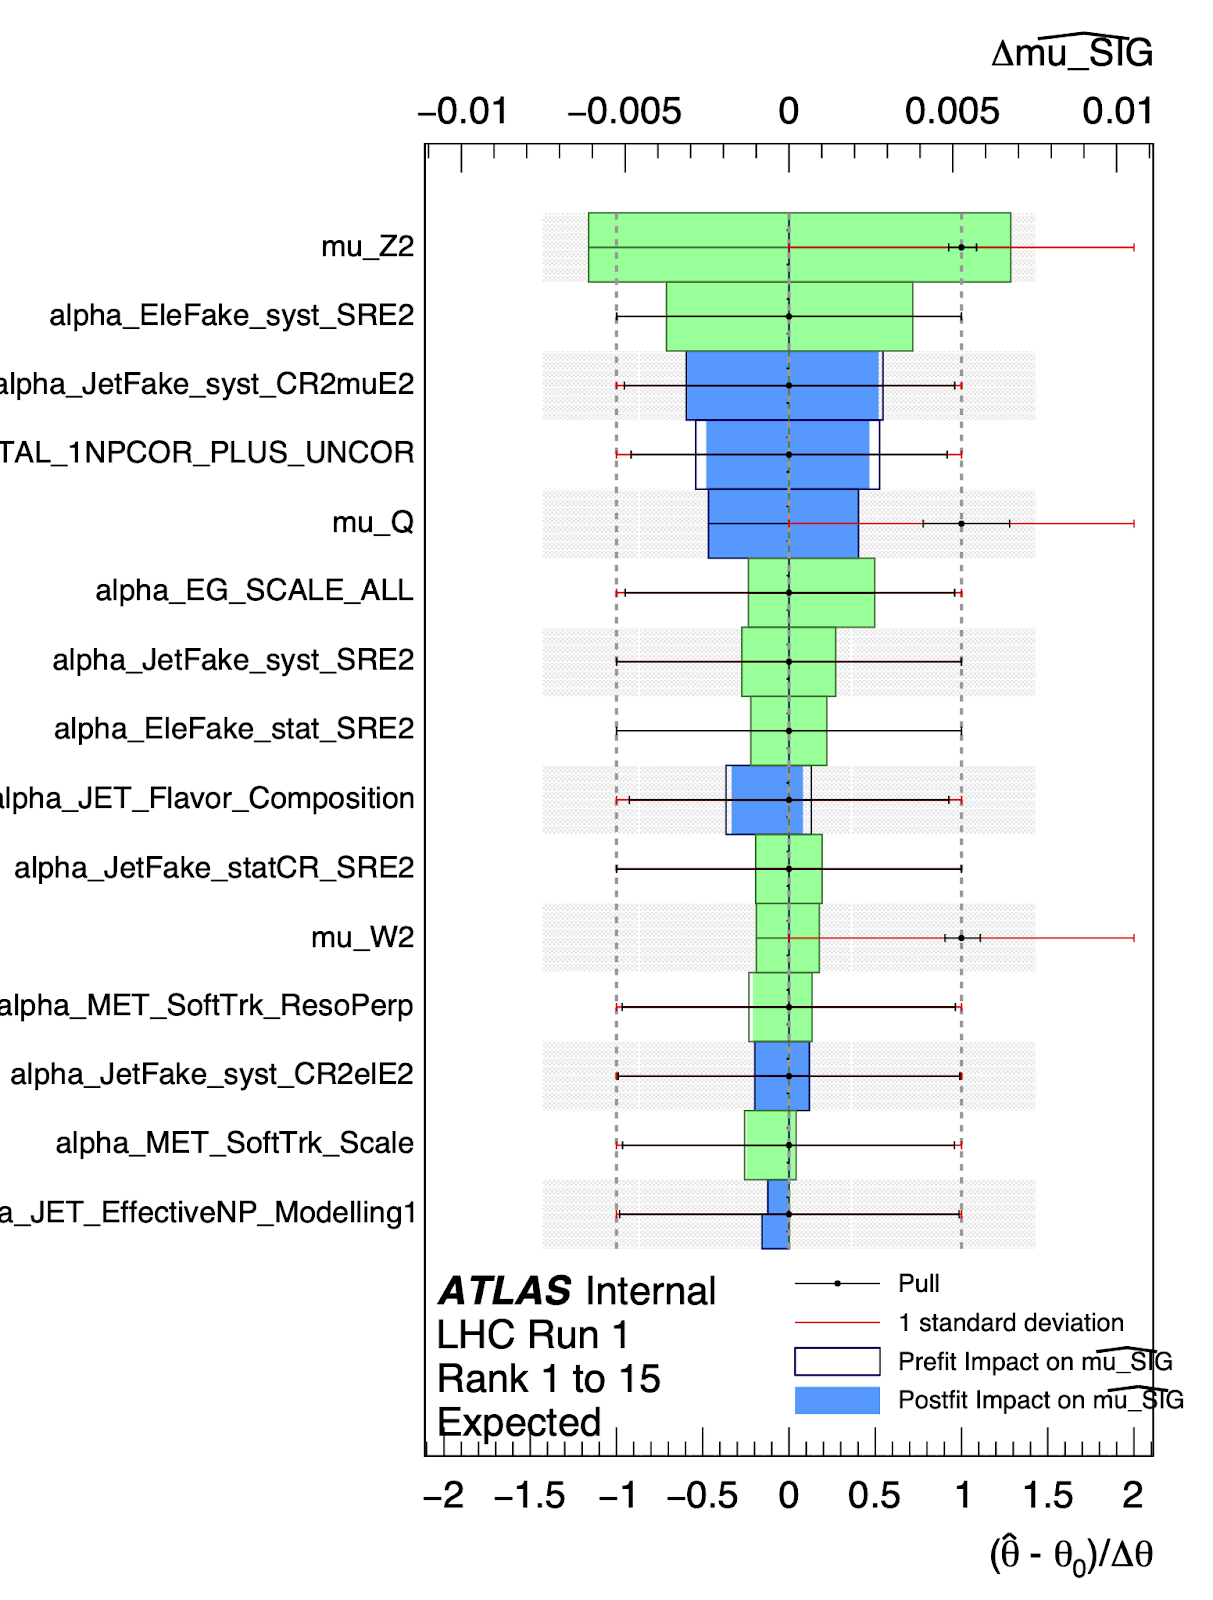 Δmu_SIG
−0.01 −0.005 0 0.005 0.01
mu_Z2
alpha_EleFake_syst_SRE2
alpha_JetFake_syst_CR2muE2
TAL_1NPCOR_PLUS_UNCOR
mu_Q
alpha_EG_SCALE_ALL
alpha_JetFake_syst_SRE2
alpha_EleFake_stat_SRE2
alpha_JET_Flavor_Composition
alpha_JetFake_statCR_SRE2
mu_W2
alpha_MET_SoftTrk_ResoPerp
alpha_JetFake_syst_CR2elE2
alpha_MET_SoftTrk_Scale
a_JET_EffectiveNP_Modelling1
ATLAS Internal
LHC Run 1
Rank 1 to 15
Expected
Pull
1 standard deviation
Prefit Impact on mu_SIG
Postfit Impact on mu_SIG
−2 −1.5 −1 −0.5 0 0.5 1 1.5 2
(θ̂ - θ₀)/Δθ